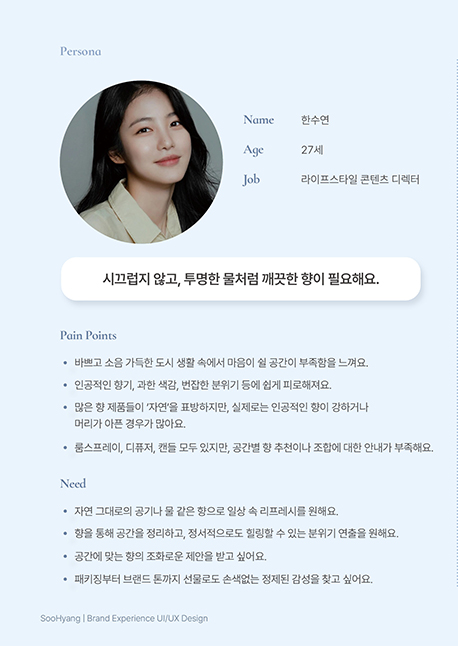 Persona
Name 한수연
Age 27세
Job 라이프스타일 콘텐츠 디렉터
시끄럽지 않고, 투명한 물처럼 깨끗한 향이 필요해요.
Pain Points
• 바쁘고 소음 가득한 도시 생활 속에서 마음이 쉴 공간이 부족함을 느껴요.
• 인공적인 향기, 과한 색감, 번잡한 분위기 등에 쉽게 피로해져요.
• 많은 향 제품들이 ‘자연’을 표방하지만, 실제로는 인공적인 향이 강하거나
머리가 아픈 경우가 많아요.
• 룸스프레이, 디퓨저, 캔들 모두 있지만, 공간별 향 추천이나 조합에 대한 안내가 부족해요.
Need
• 자연 그대로의 공기나 물 같은 향으로 일상 속 리프레시를 원해요.
• 향을 통해 공간을 정리하고, 정서적으로도 힐링할 수 있는 분위기 연출을 원해요.
• 공간에 맞는 향의 조화로운 제안을 받고 싶어요.
• 패키징부터 브랜드 톤까지 선물로도 손색없는 정제된 감성을 찾고 싶어요.
SooHyang | Brand Experience UI/UX Design